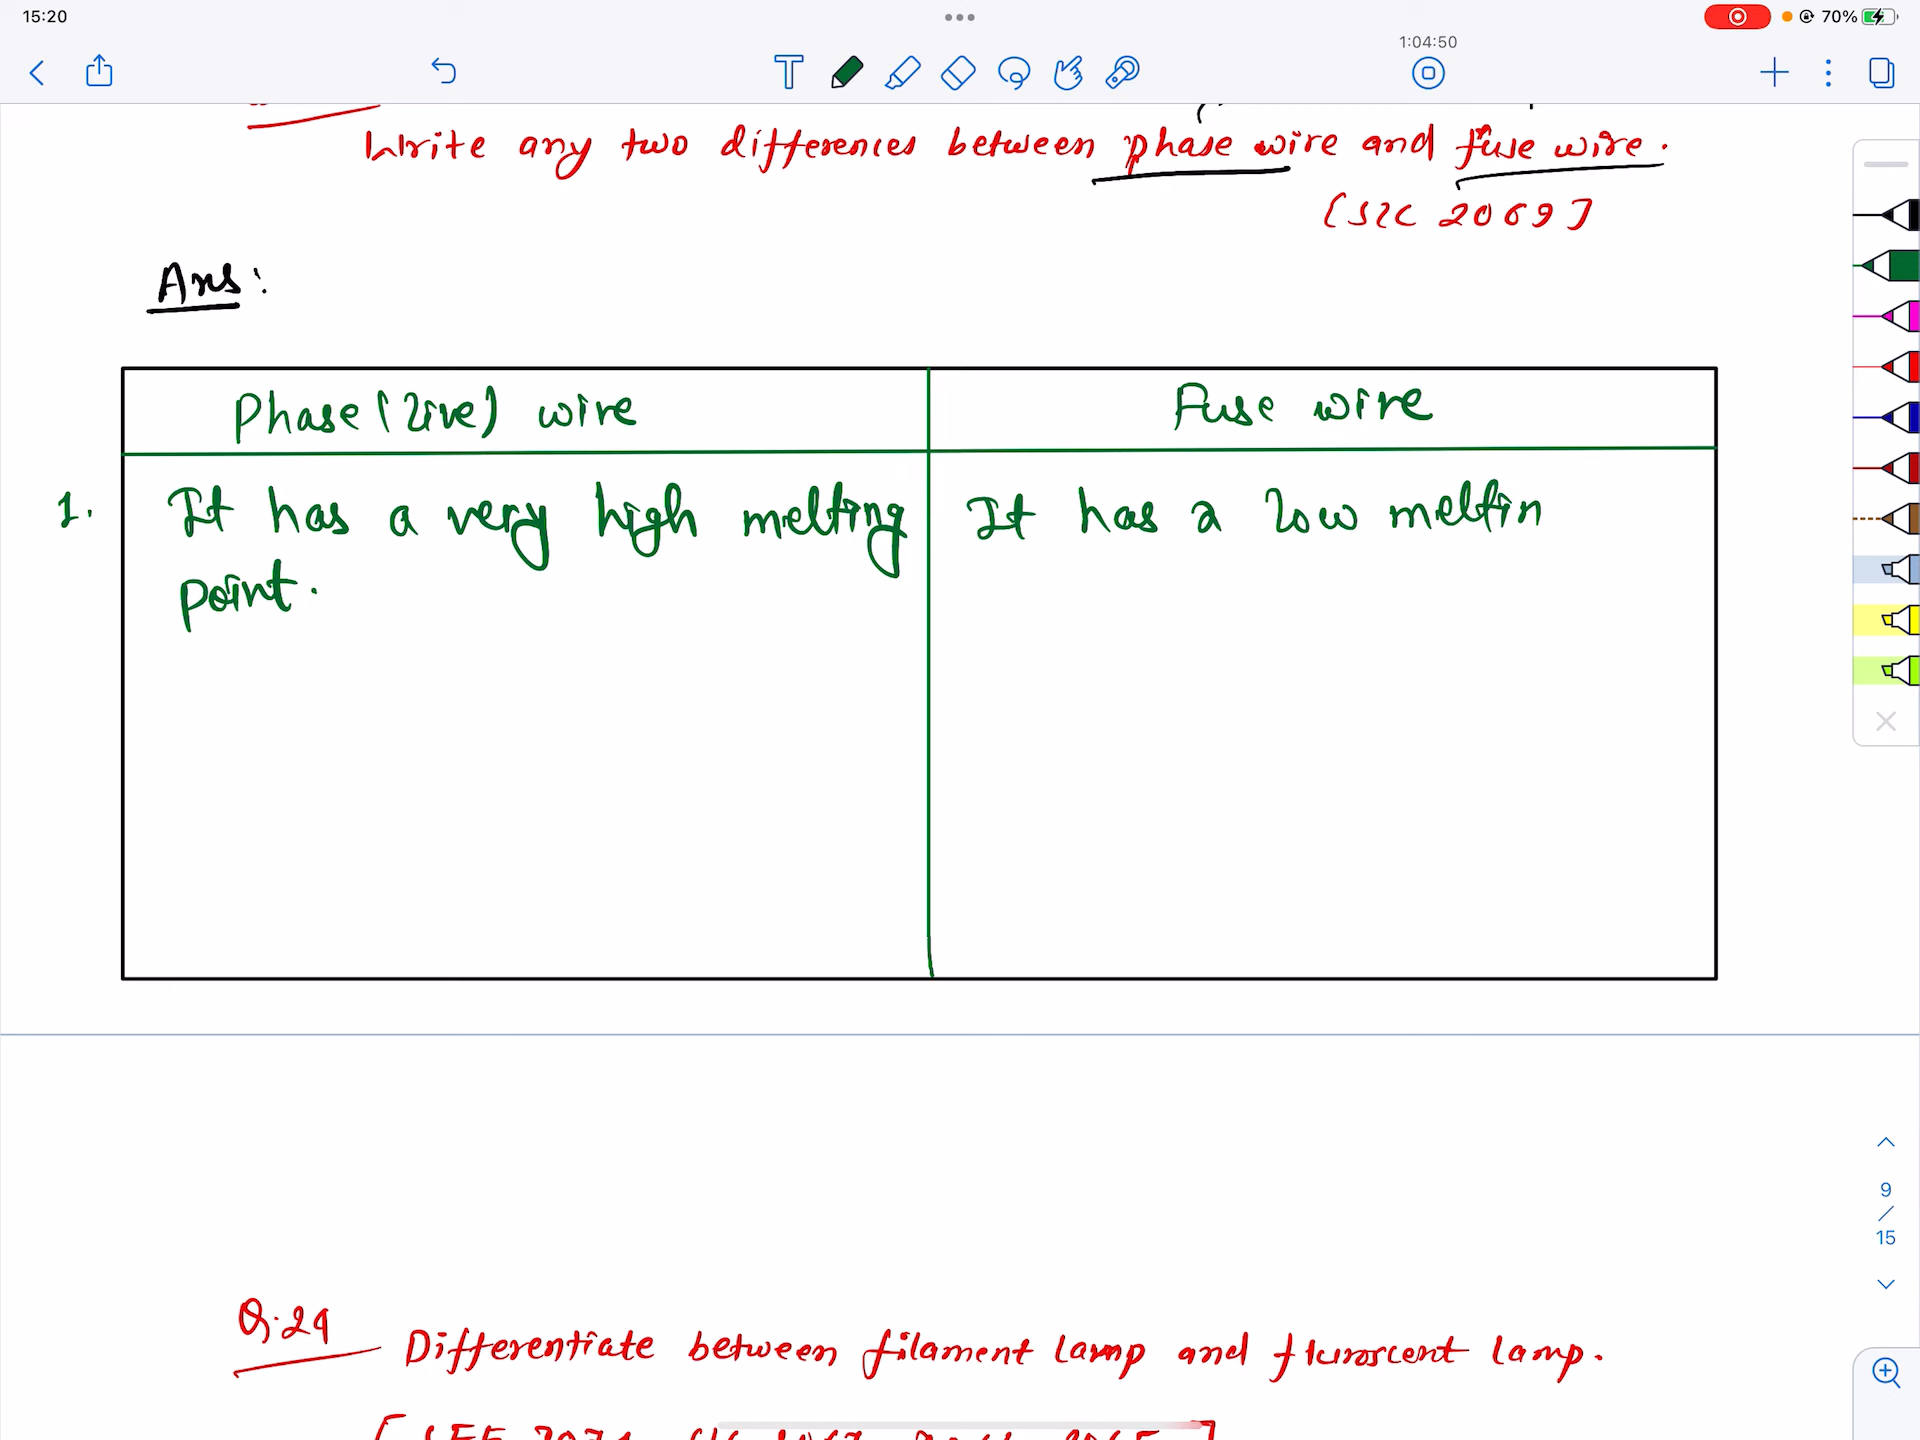 15:20
70%
1:04:50
Write any two differences between phase wire and fuse wire.
[SLC 2069]
Ans:
Phase (Live) wire
Fuse wire
1. It has a very high melting point.
It has a low meltin
9
/
15
Q.29
Differentiate between filament lamp and flurorscent lamp.